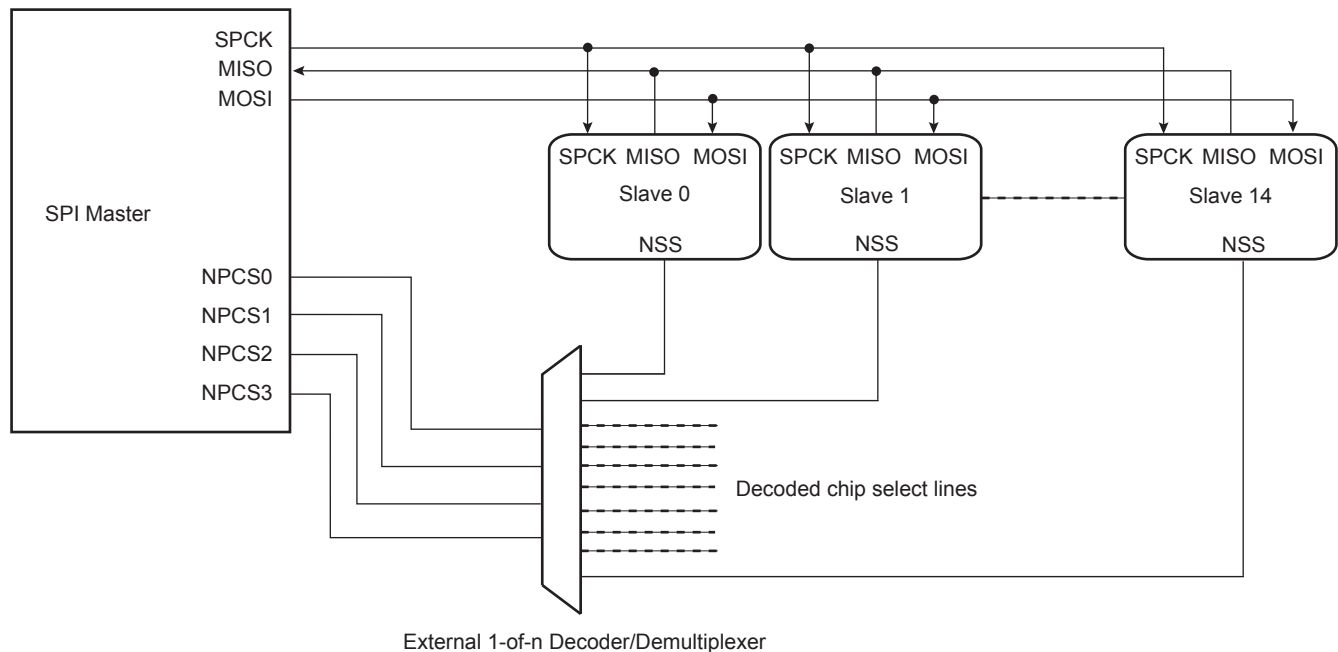 SPCK
MISO
MOSI
SPI Master
NPCS0
NPCS1
NPCS2
NPCS3
SPCK MISO MOSI
Slave 0
NSS
SPCK MISO MOSI
Slave 1
NSS
SPCK MISO MOSI
Slave 14
NSS
Decoded chip select lines
External 1-of-n Decoder/Demultiplexer